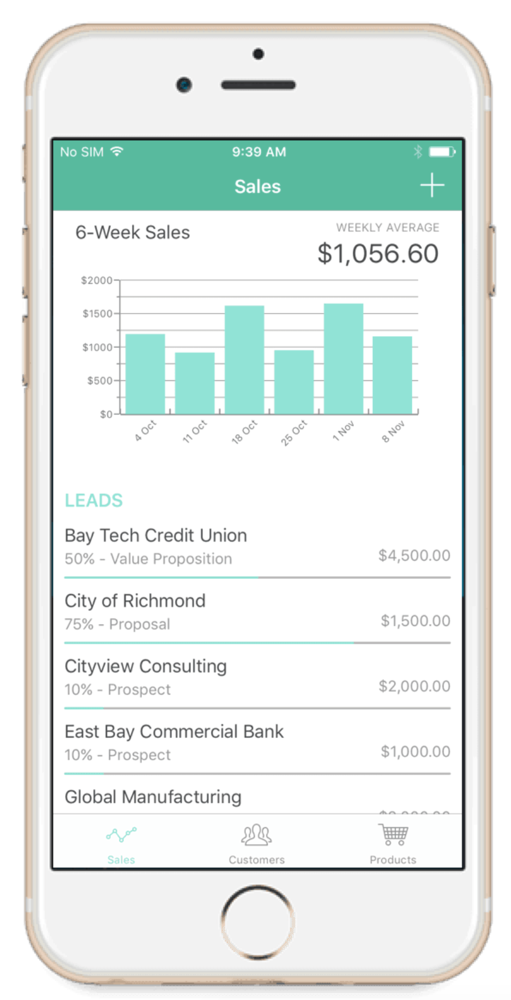 No SIM 9:39 AM
Sales
6-Week Sales
WEEKLY AVERAGE
$1,056.60
$2000
$1500
$1000
$500
$0
4 Oct 11 Oct 18 Oct 25 Oct 1 Nov 8 Nov
LEADS
Bay Tech Credit Union
50% - Value Proposition $4,500.00
City of Richmond
75% - Proposal $1,500.00
Cityview Consulting
10% - Prospect $2,000.00
East Bay Commercial Bank
10% - Prospect $1,000.00
Global Manufacturing
Sales Customers Products